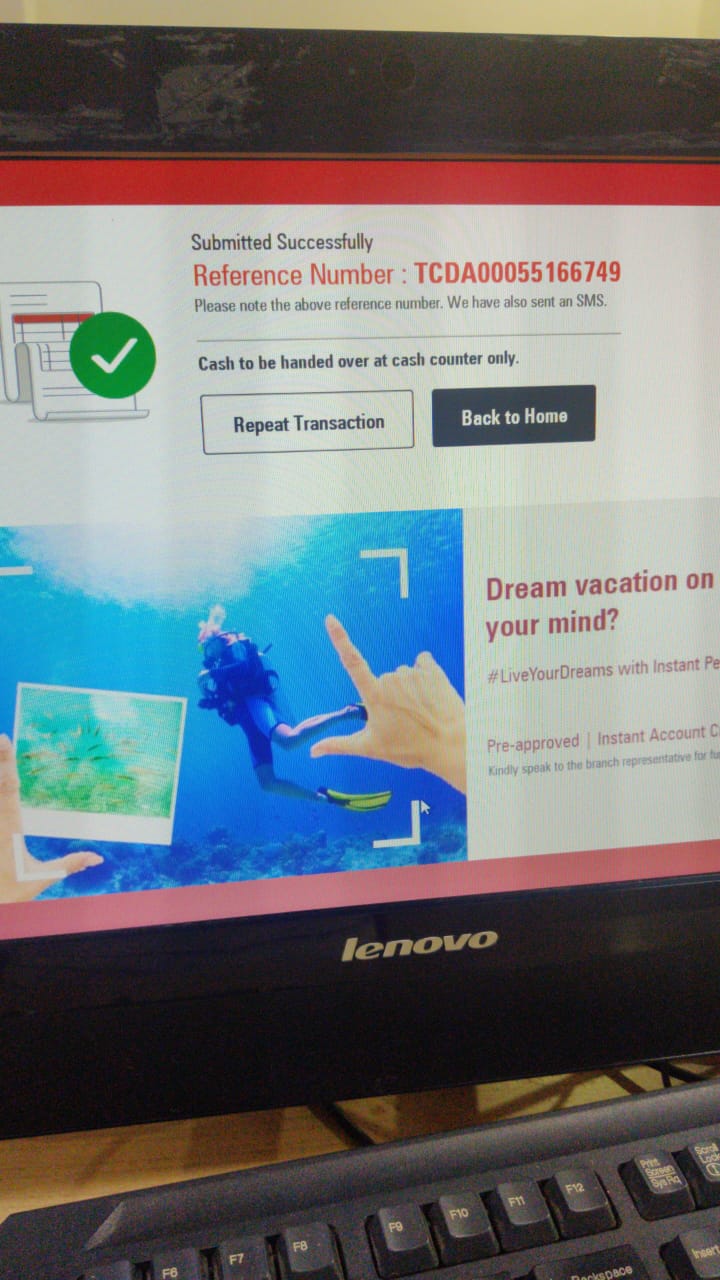 Submitted Successfully
Reference Number : TCDA00055166749
Please note the above reference number. We have also sent an SMS.
Cash to be handed over at cash counter only.
Repeat Transaction
Back to Home
Dream vacation on
your mind?
#LiveYourDreams with Instant Pe
Pre-approved | Instant Account C
Kindly speak to the branch representative for fu
lenovo
Print
Screen
SysRq
Scroll
Lock
F12
F11
F10
F9
F8
F7
F6
Insert
Backspace